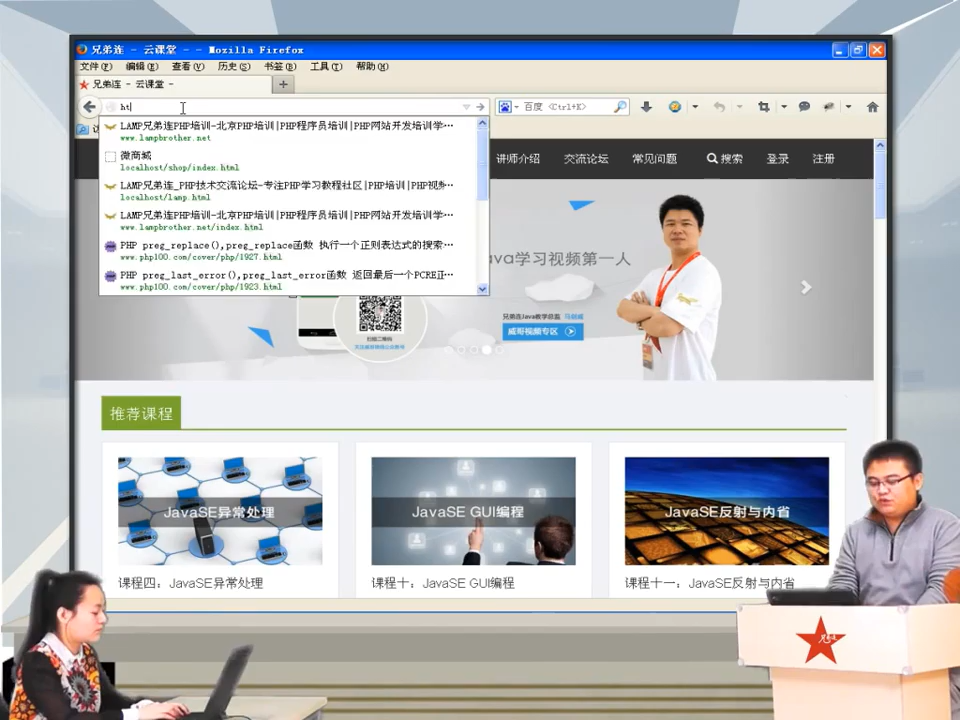 兄弟连 - 云课堂 - - Mozilla Firefox
文件(F) 编辑(E) 查看(V) 历史(S) 书签(B) 工具(T) 帮助(H)
兄弟连 - 云课堂 -
ht
百度 <Ctrl+K>
LAMP兄弟连PHP培训-北京PHP培训|PHP程序员培训|PHP网站开发培训学…
www.lampbrother.net
微商城
localhost/shop/index.html
LAMP兄弟连_PHP技术交流论坛-专注PHP学习教程社区|PHP培训|PHP视频…
localhost/lamp.html
LAMP兄弟连PHP培训-北京PHP培训|PHP程序员培训|PHP网站开发培训学…
www.lampbrother.net/index.html
PHP preg_replace(),preg_replace函数 执行一个正则表达式的搜索…
www.php100.com/cover/php/1927.html
PHP preg_last_error(),preg_last_error函数 返回最后一个PCRE正…
www.php100.com/cover/php/1923.html
讲师介绍 交流论坛 常见问题 搜索 登录 注册
ava学习视频第一人
兄弟连Java教学总监
威哥视频专区
推荐课程
JavaSE异常处理
JavaSE GUI编程
JavaSE反射与内省
课程四：JavaSE异常处理
课程十：JavaSE GUI编程
课程十一：JavaSE反射与内省